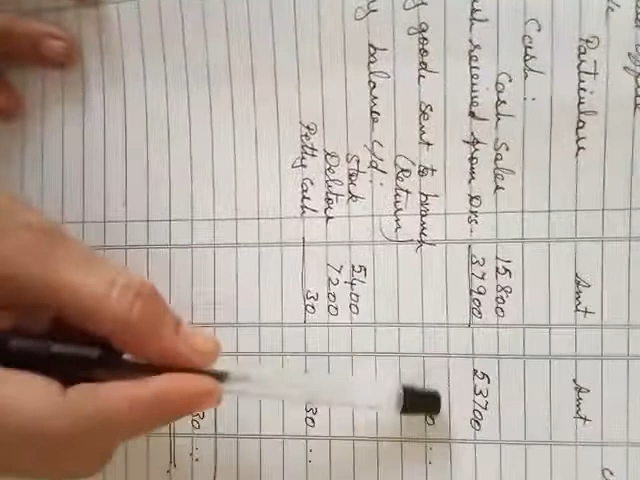 Particulars Amt Amt
Cash:
Cash Sales 15800
received from Drs. 37900 53700
goods sent to branch
(Return)
balance c/d:
Stock 5400
Debtors 7200
Petty Cash 30 30
30